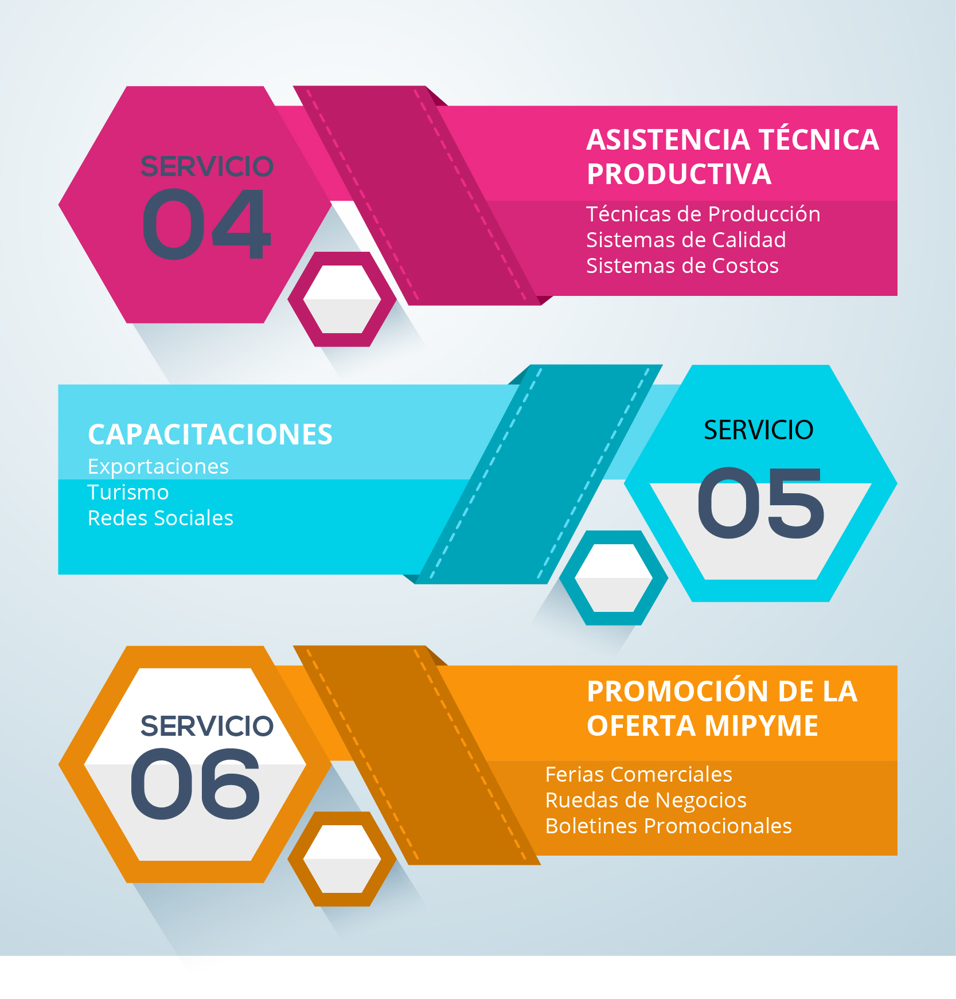 SERVICIO
04
ASISTENCIA TÉCNICA
PRODUCTIVA
Técnicas de Producción
Sistemas de Calidad
Sistemas de Costos
CAPACITACIONES
Exportaciones
Turismo
Redes Sociales
SERVICIO
05
SERVICIO
06
PROMOCIÓN DE LA
OFERTA MIPYME
Ferias Comerciales
Ruedas de Negocios
Boletines Promocionales